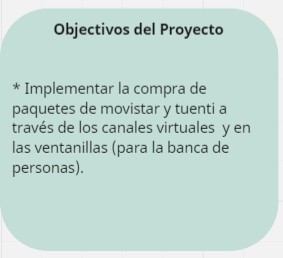 Objectivos del Proyecto
* Implementar la compra de
paquetes de movistar y tuenti a
través de los canales virtuales y en
las ventanillas (para la banca de
personas).